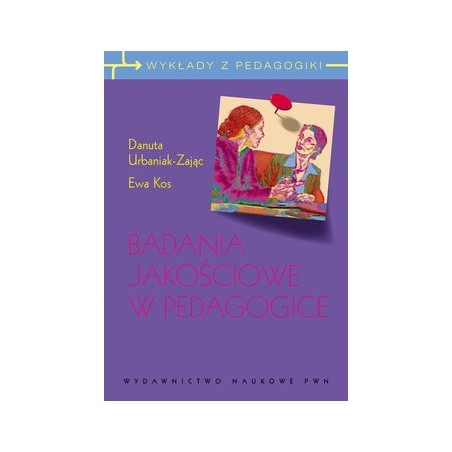 WYKŁADY Z PEDAGOGIKI
Danuta
Urbaniak-Zając
Ewa Kos
BADANIA
JAKOŚCIOWE
W PEDAGOGICE
WYDAWNICTWO NAUKOWE PWN